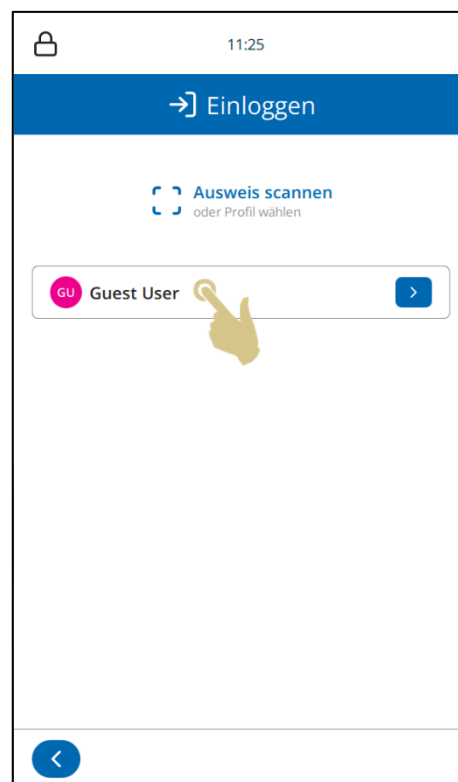 11:25
Einloggen
Ausweis scannen
oder Profil wählen
GU Guest User